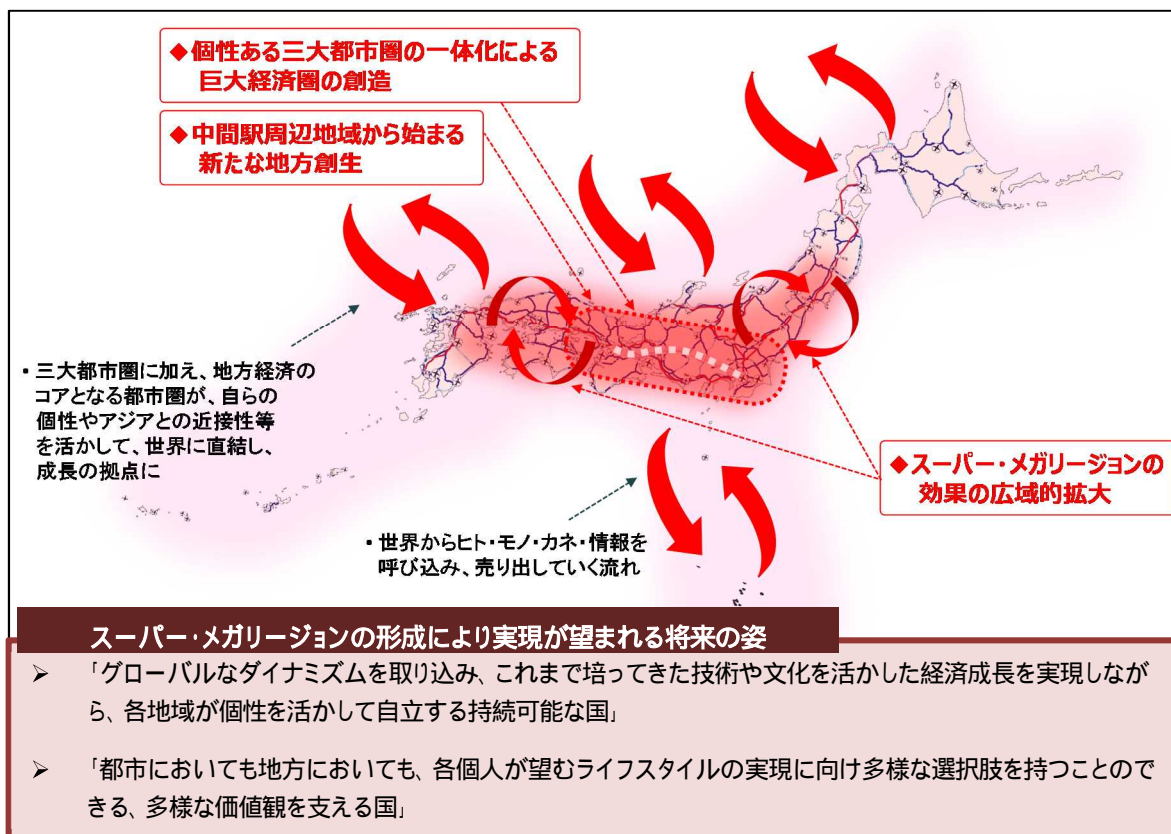 ◆個性ある三大都市圏の一体化による
巨大経済圏の創造
◆中間駅周辺地域から始まる
新たな地方創生
・三大都市圏に加え、地方経済の
コアとなる都市圏が、自らの
個性やアジアとの近接性等
を活かして、世界に直結し、
成長の拠点に
◆スーパー・メガリージョンの
効果の広域的拡大
・世界からヒト・モノ・カネ・情報を
呼び込み、売り出していく流れ
スーパー・メガリージョンの形成により実現が望まれる将来の姿
➢ 「グローバルなダイナミズムを取り込み、これまで培ってきた技術や文化を活かした経済成長を実現しなが
ら、各地域が個性を活かして自立する持続可能な国」
➢ 「都市においても地方においても、各個人が望むライフスタイルの実現に向け多様な選択肢を持つことので
きる、多様な価値観を支える国」